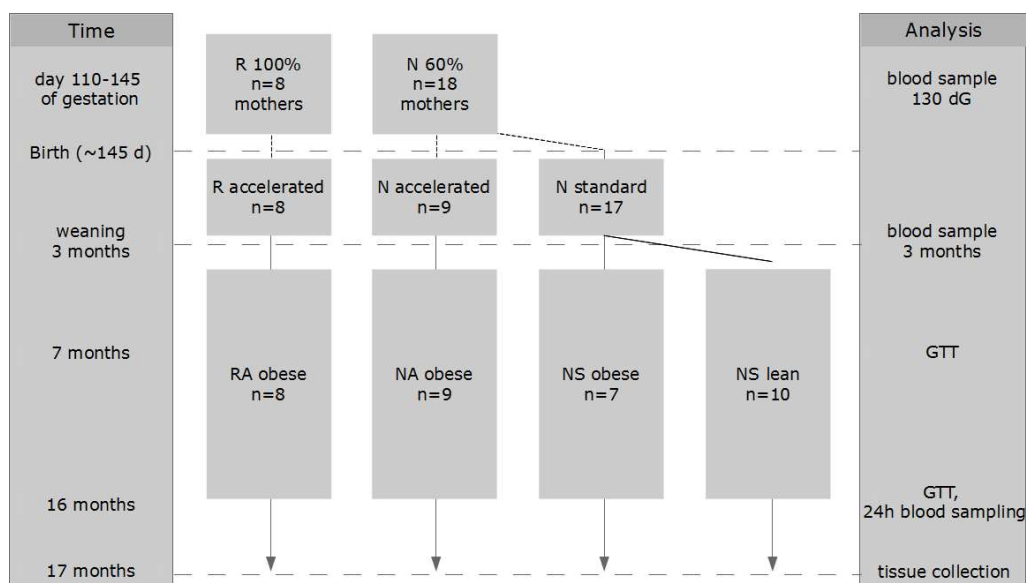 Time
day 110-145
of gestation
Birth (~145 d)
weaning
3 months
7 months
16 months
17 months
R 100%
n=8
mothers
N 60%
n=18
mothers
R accelerated
n=8
N accelerated
n=9
N standard
n=17
RA obese
n=8
NA obese
n=9
NS obese
n=7
NS lean
n=10
Analysis
blood sample
130 dG
blood sample
3 months
GTT
GTT,
24h blood sampling
tissue collection